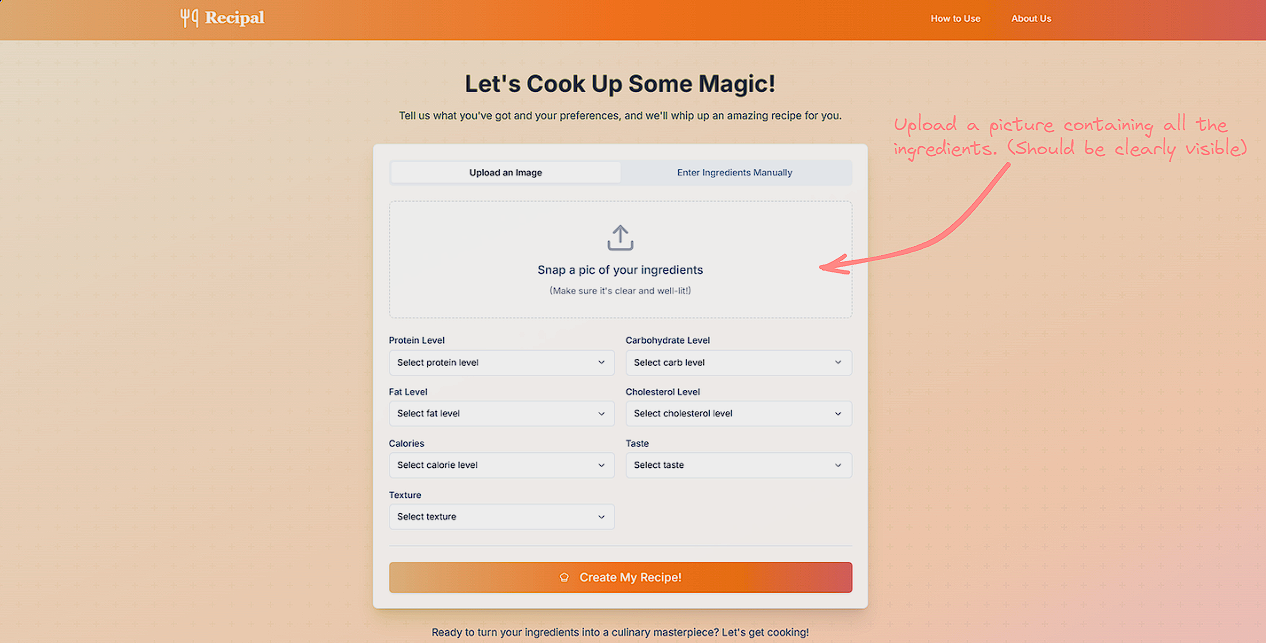 Recipal
How to Use
About Us
Let's Cook Up Some Magic!
Tell us what you've got and your preferences, and we'll whip up an amazing recipe for you.
Upload a picture containing all the
ingredients. (Should be clearly visible)
Upload an Image
Enter Ingredients Manually
Snap a pic of your ingredients
(Make sure it's clear and well-lit!)
Protein Level
Select protein level
Carbohydrate Level
Select carb level
Fat Level
Select fat level
Cholesterol Level
Select cholesterol level
Calories
Select calorie level
Taste
Select taste
Texture
Select texture
Create My Recipe!
Ready to turn your ingredients into a culinary masterpiece? Let's get cooking!